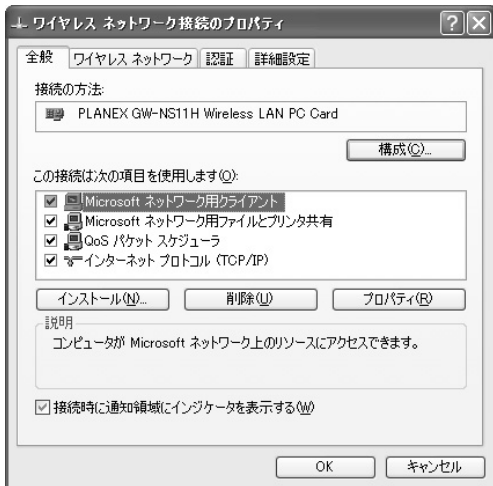 ワイヤレス ネットワーク接続のプロパティ
全般 ワイヤレス ネットワーク 認証 詳細設定
接続の方法:
PLANEX GW-NS11H Wireless LAN PC Card
構成(C)...
この接続は次の項目を使用します(O):
Microsoft ネットワーク用クライアント
Microsoft ネットワーク用ファイルとプリンタ共有
QoS パケット スケジューラ
インターネット プロトコル (TCP/IP)
インストール(N)... 削除(U) プロパティ(R)
説明
コンピュータが Microsoft ネットワーク上のリソースにアクセスできます。
接続時に通知領域にインジケータを表示する(W)
OK キャンセル